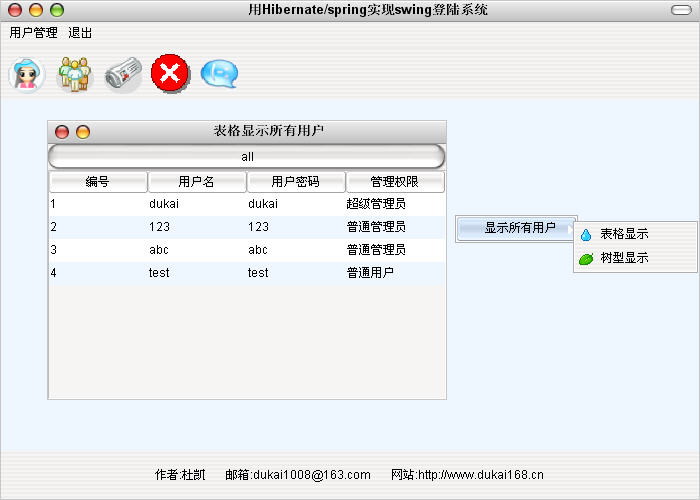 用Hibernate/spring实现swing登陆系统
用户管理 退出
表格显示所有用户
all
编号 用户名 用户密码 管理权限
1 dukai dukai 超级管理员
2 123 123 普通管理员
3 abc abc 普通管理员
4 test test 普通用户
显示所有用户
表格显示
树型显示
作者:杜凯 邮箱:dukai1008@163.com 网站:http://www.dukai168.cn